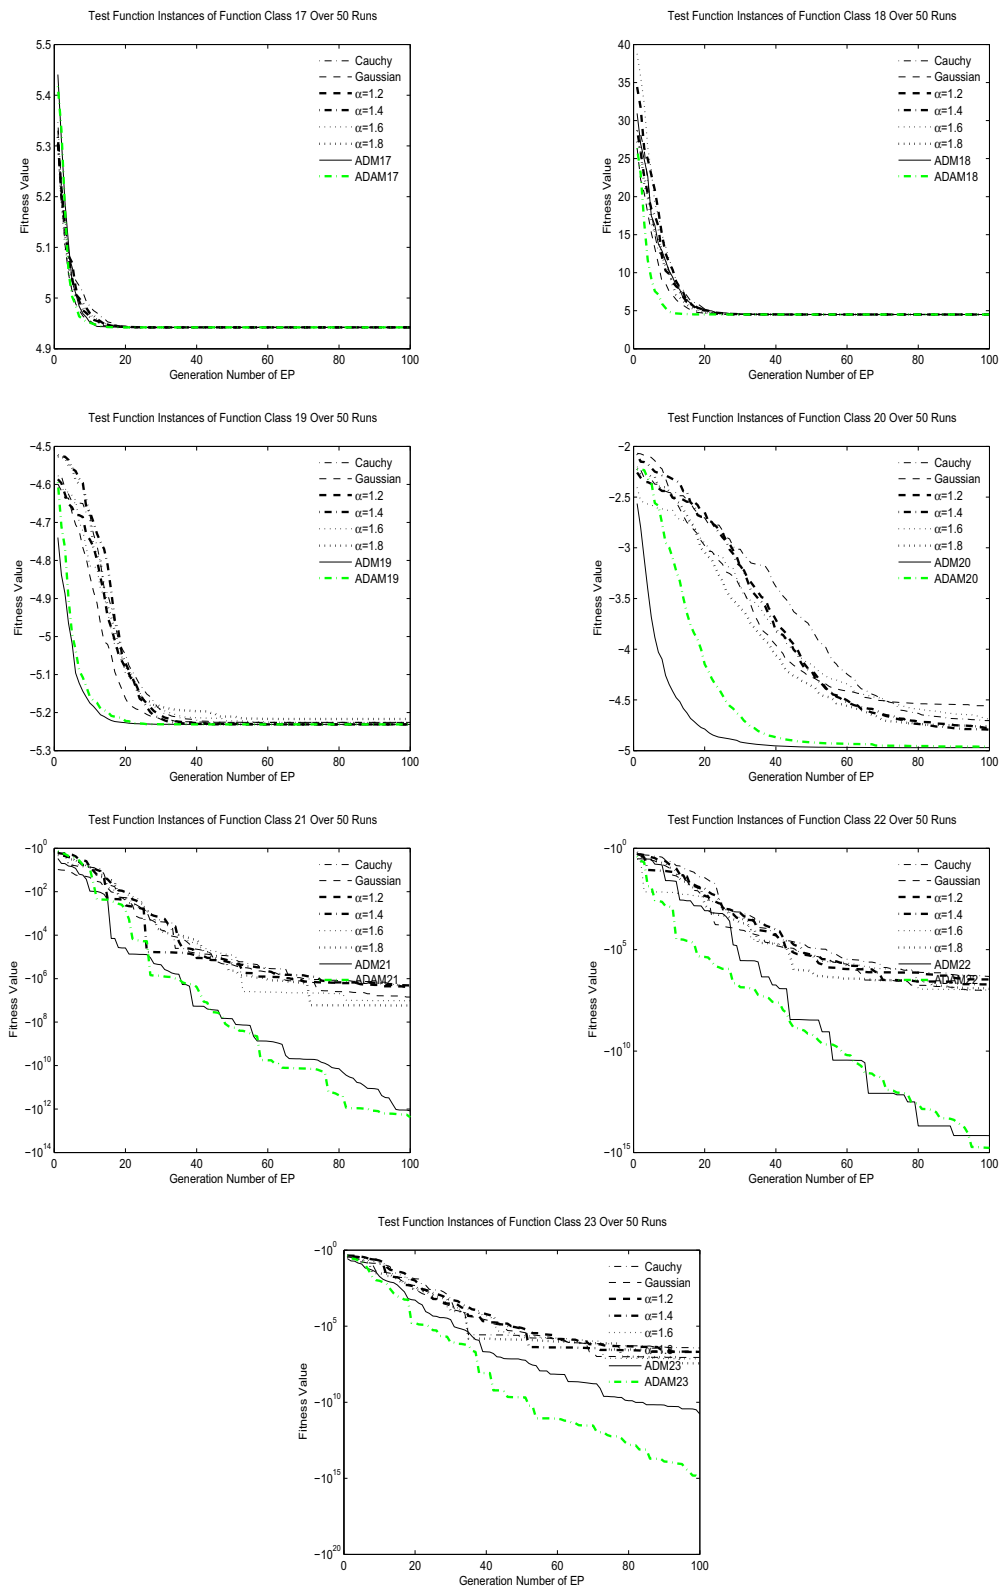 Test Function Instances of Function Class 17 Over 50 Runs
Fitness Value
5.5
5.4
5.3
5.2
5.1
5
4.9
Cauchy
Gaussian
α=1.2
α=1.4
α=1.6
α=1.8
ADM17
ADAM17
0 20 40 60 80 100
Generation Number of EP
Test Function Instances of Function Class 18 Over 50 Runs
Fitness Value
40
35
30
25
20
15
10
5
0
Cauchy
Gaussian
α=1.2
α=1.4
α=1.6
α=1.8
ADM18
ADAM18
0 20 40 60 80 100
Generation Number of EP
Test Function Instances of Function Class 19 Over 50 Runs
Fitness Value
−4.5
−4.6
−4.7
−4.8
−4.9
−5
−5.1
−5.2
−5.3
Cauchy
Gaussian
α=1.2
α=1.4
α=1.6
α=1.8
ADM19
ADAM19
0 20 40 60 80 100
Generation Number of EP
Test Function Instances of Function Class 20 Over 50 Runs
Fitness Value
−2
−2.5
−3
−3.5
−4
−4.5
−5
Cauchy
Gaussian
α=1.2
α=1.4
α=1.6
α=1.8
ADM20
ADAM20
0 20 40 60 80 100
Generation Number of EP
Test Function Instances of Function Class 21 Over 50 Runs
Fitness Value
−10^0
−10^2
−10^4
−10^6
−10^8
−10^10
−10^12
−10^14
Cauchy
Gaussian
α=1.2
α=1.4
α=1.6
α=1.8
ADM21
ADAM21
0 20 40 60 80 100
Generation Number of EP
Test Function Instances of Function Class 22 Over 50 Runs
Fitness Value
−10^0
−10^5
−10^10
−10^15
Cauchy
Gaussian
α=1.2
α=1.4
α=1.6
α=1.8
ADM22
ADAM22
0 20 40 60 80 100
Generation Number of EP
Test Function Instances of Function Class 23 Over 50 Runs
Fitness Value
−10^0
−10^5
−10^10
−10^15
−10^20
Cauchy
Gaussian
α=1.2
α=1.4
α=1.6
α=1.8
ADM23
ADAM23
0 20 40 60 80 100
Generation Number of EP